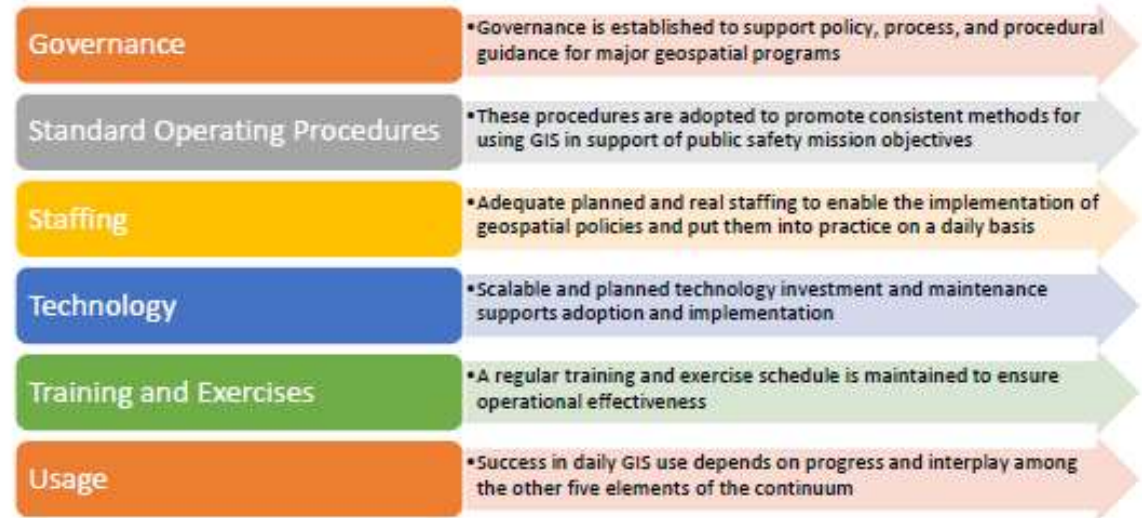 Governance
•Governance is established to support policy, process, and procedural
guidance for major geospatial programs
Standard Operating Procedures
•These procedures are adopted to promote consistent methods for
using GIS in support of public safety mission objectives
Staffing
•Adequate planned and real staffing to enable the implementation of
geospatial policies and put them into practice on a daily basis
Technology
•Scalable and planned technology investment and maintenance
supports adoption and implementation
Training and Exercises
•A regular training and exercise schedule is maintained to ensure
operational effectiveness
Usage
•Success in daily GIS use depends on progress and interplay among
the other five elements of the continuum